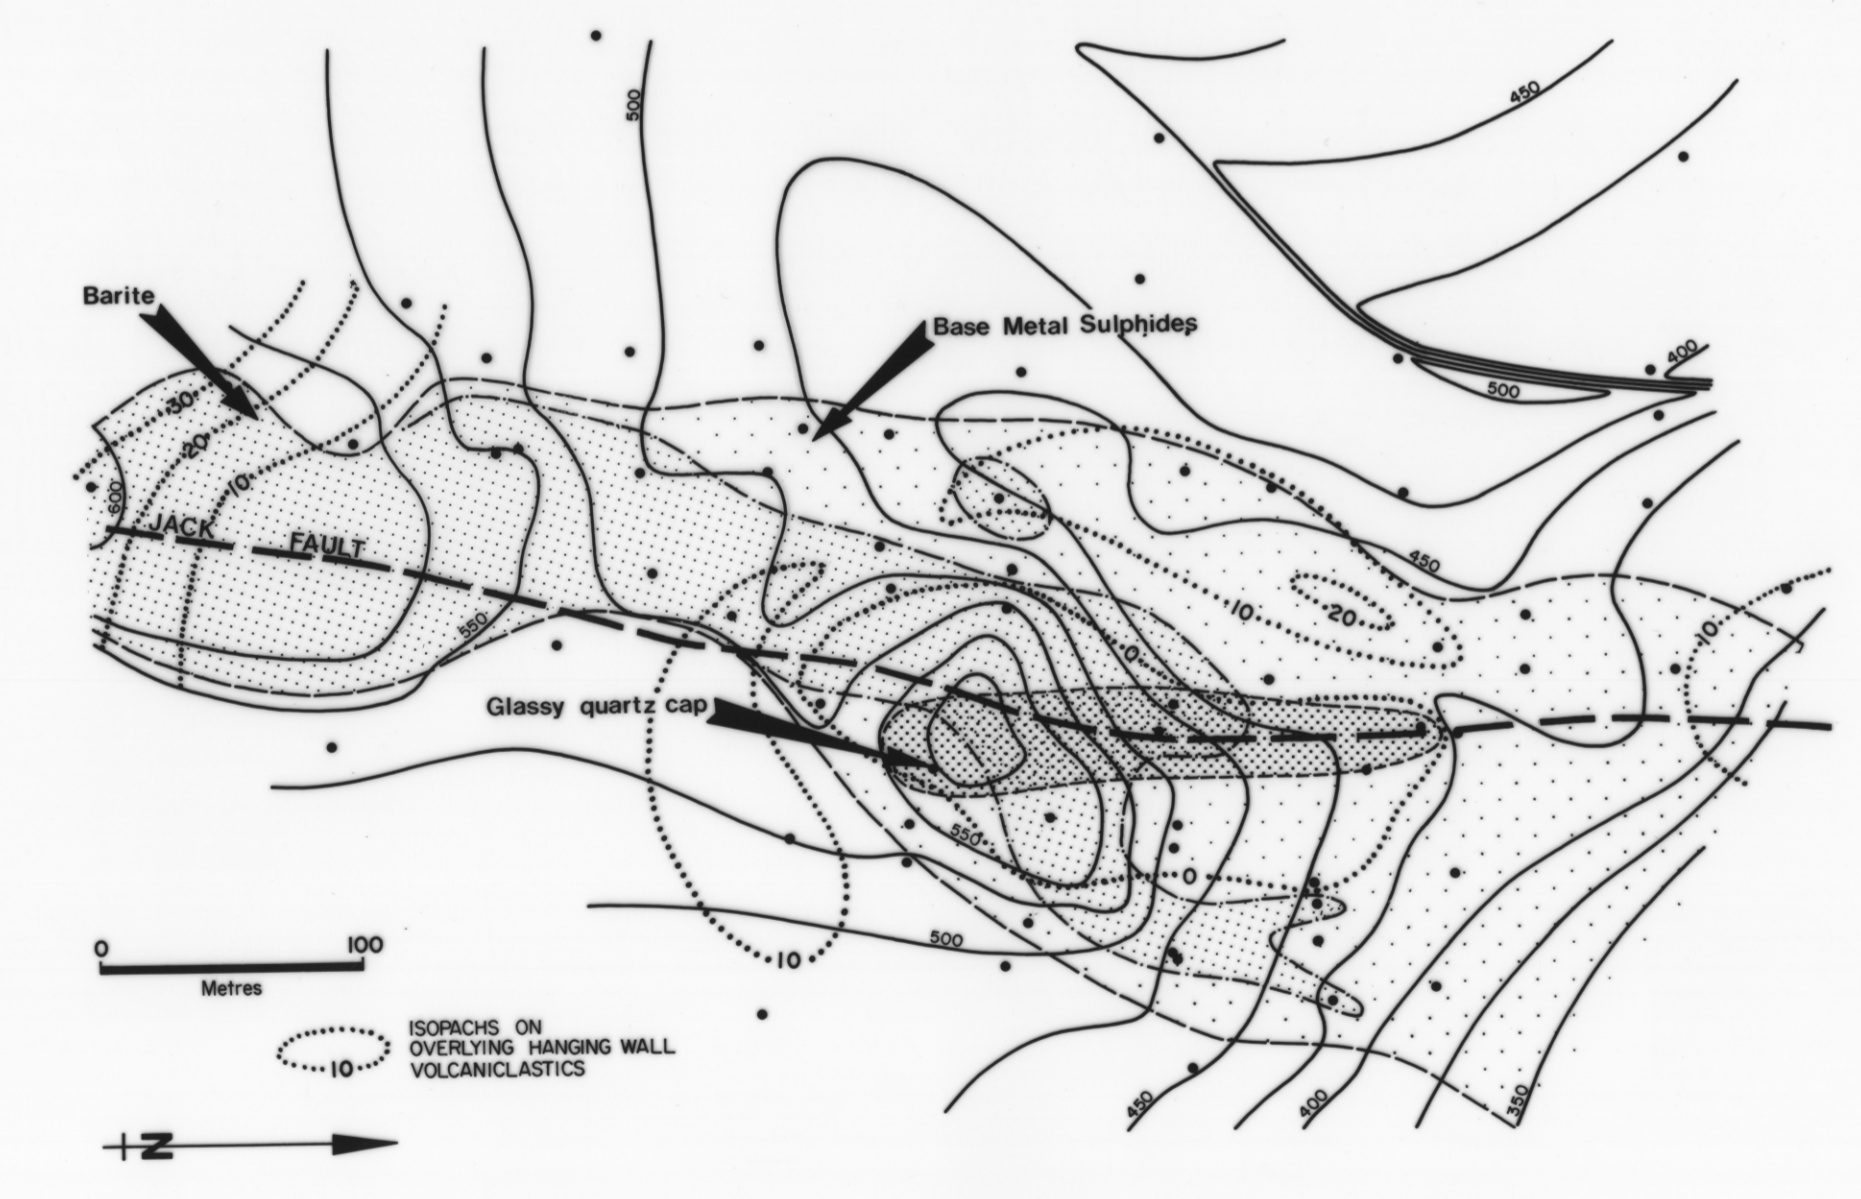 450
500
400
500
Barite
Base Metal Sulphides
30
20
10
600
JACK
FAULT
450
10
20
10
0
550
Glassy quartz cap
550
0
500
10
0 100
Metres
ISOPACHS ON
OVERLYING HANGING WALL
VOLCANICLASTICS
10
N
450
400
350